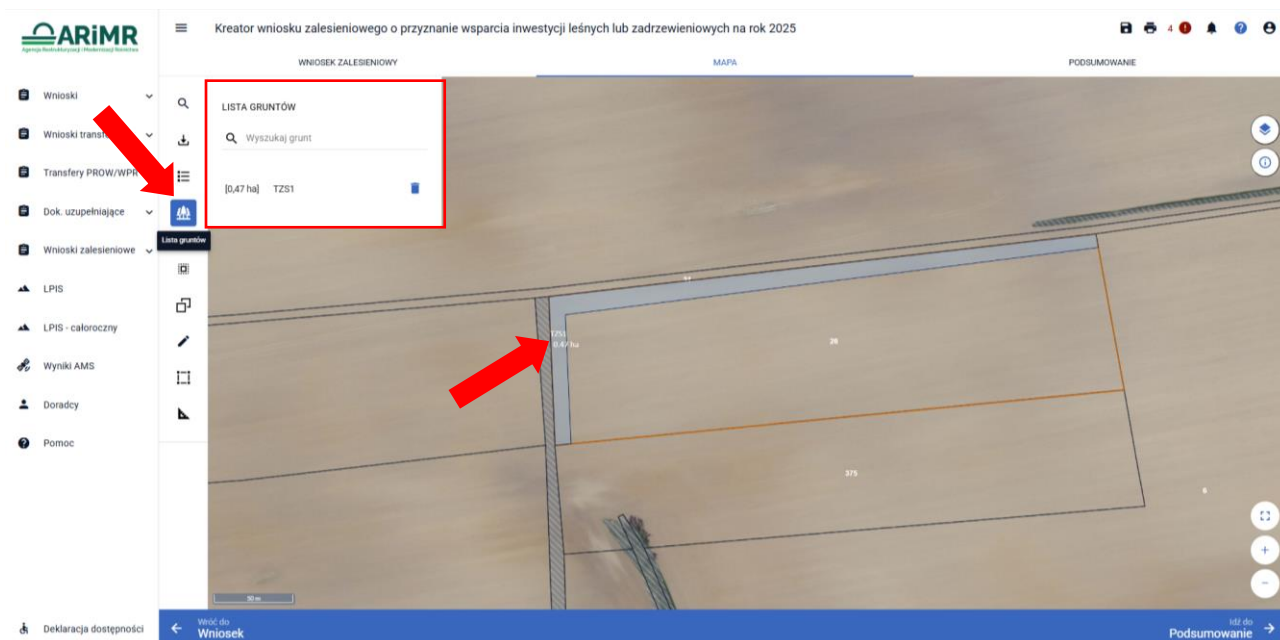 ARiMR
Agencja Restrukturyzacji i Modernizacji Rolnictwa
Kreator wniosku zalesieniowego o przyznanie wsparcia inwestycji leśnych lub zadrzewieniowych na rok 2025
4
WNIOSEK ZALESIENIOWY
MAPA
PODSUMOWANIE
Wnioski
Wnioski transf
Transfery PROW/WPR
Dok. uzupełniające
Wnioski zalesieniowe
LPIS
LPIS - całoroczny
Wyniki AMS
Doradcy
Pomoc
Deklaracja dostępności
Lista gruntów
LISTA GRUNTÓW
Wyszukaj grunt
[0,47 ha] TZS1
TZS1
0.47 ha
375
6
50 m
Wróć do
Wniosek
Idź do
Podsumowanie